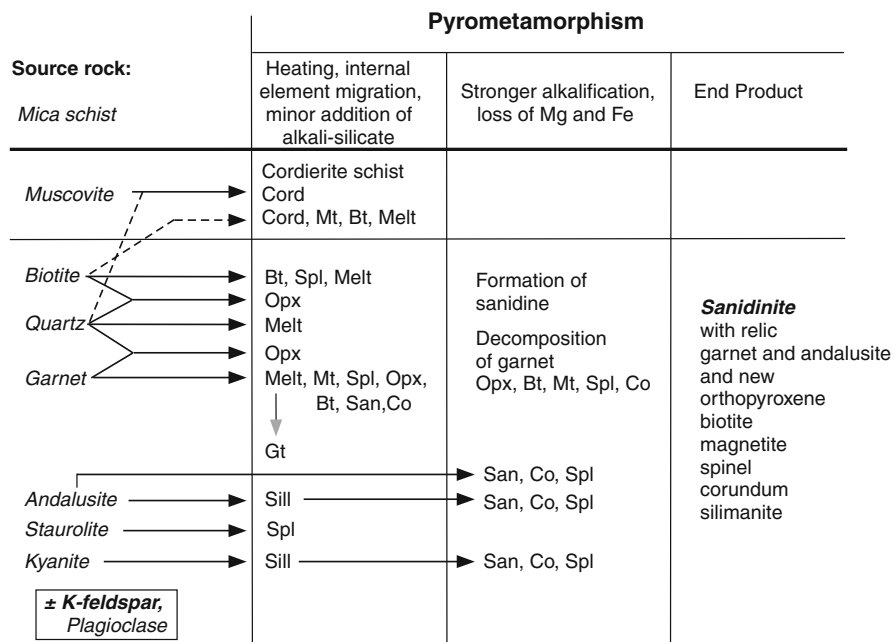 Pyrometamorphism
Source rock:
Mica schist
Heating, internal
element migration,
minor addition of
alkali-silicate
Stronger alkalification,
loss of Mg and Fe
End Product
Muscovite
Cordierite schist
Cord
Cord, Mt, Bt, Melt
Biotite
Quartz
Garnet
Bt, Spl, Melt
Opx
Melt
Opx
Melt, Mt, Spl, Opx,
Bt, San,Co
Gt
Formation of
sanidine
Decomposition
of garnet
Opx, Bt, Mt, Spl, Co
Sanidinite
with relic
garnet and andalusite
and new
orthopyroxene
biotite
magnetite
spinel
corundum
silimanite
San, Co, Spl
Andalusite
Sill
San, Co, Spl
Staurolite
Spl
Kyanite
Sill
San, Co, Spl
± K-feldspar,
Plagioclase